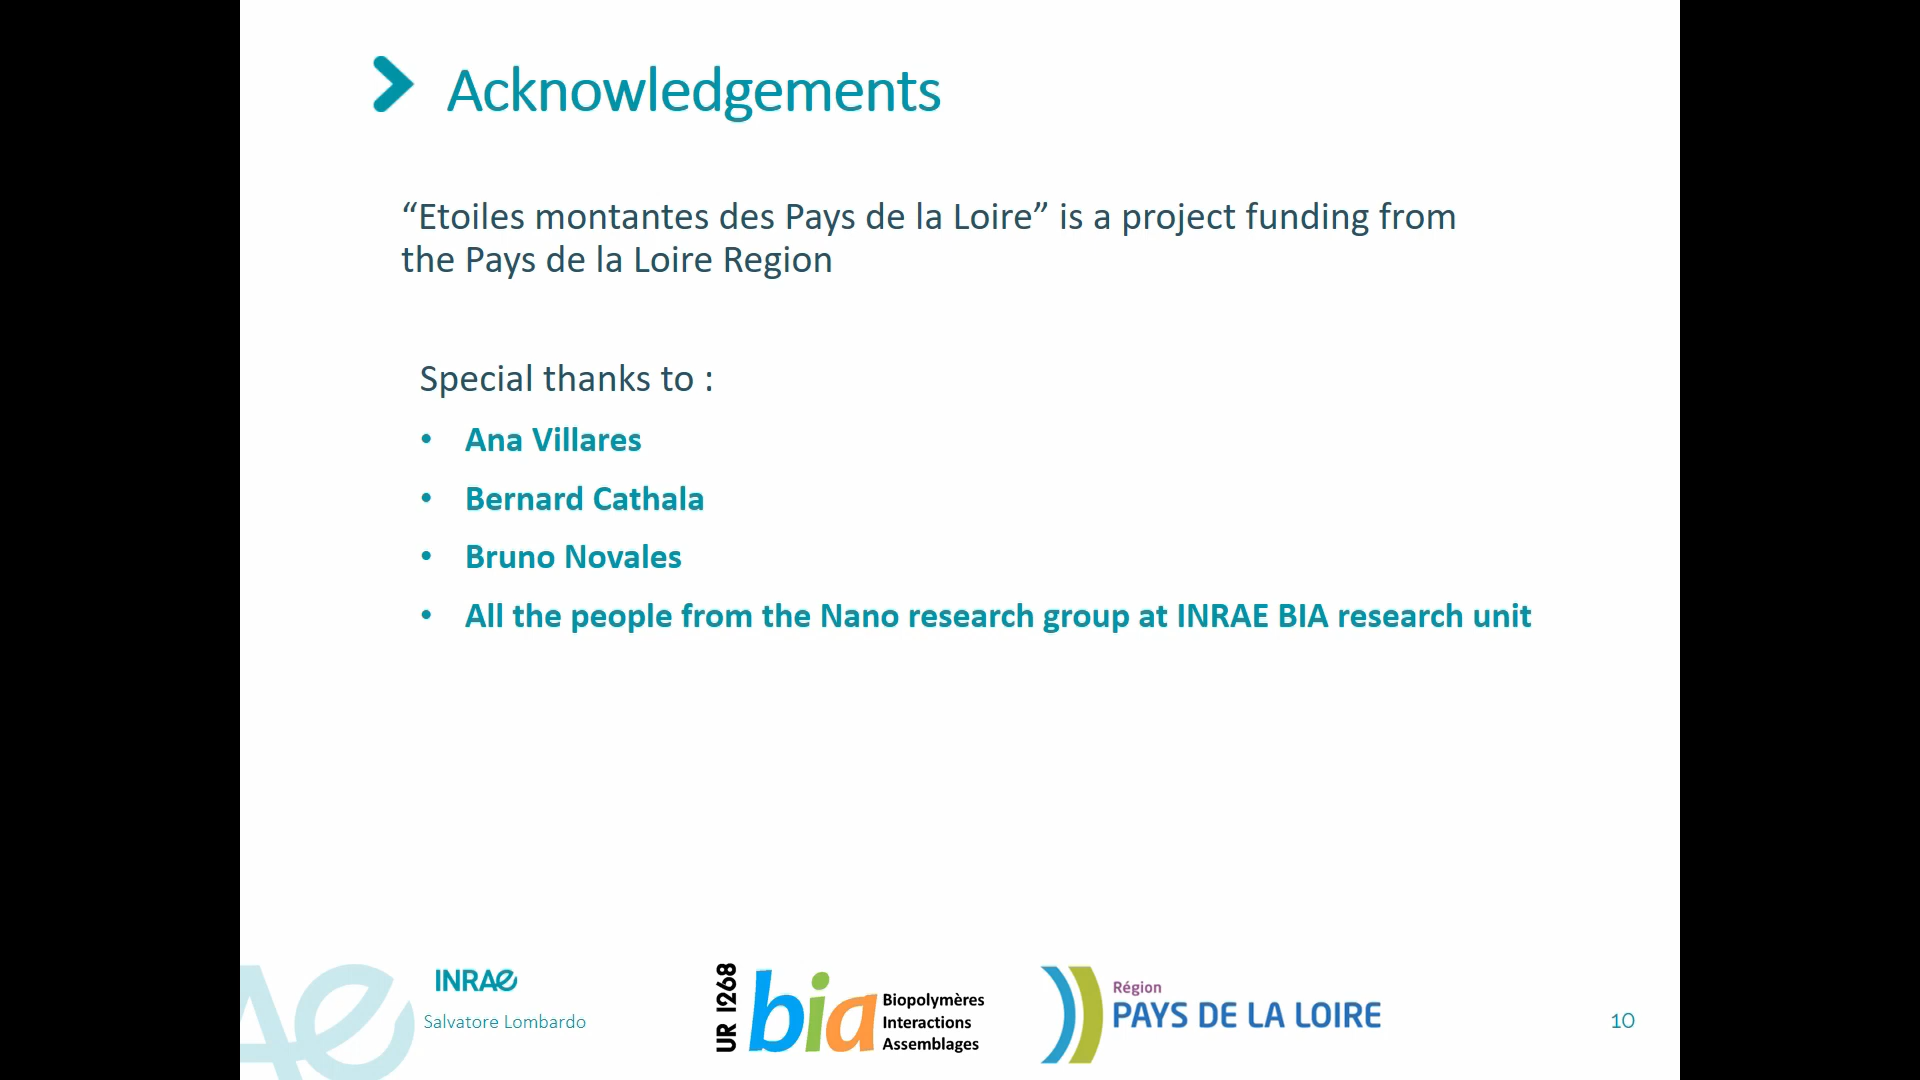 Acknowledgements
“Etoiles montantes des Pays de la Loire” is a project funding from
the Pays de la Loire Region
Special thanks to :
• Ana Villares
• Bernard Cathala
• Bruno Novales
• All the people from the Nano research group at INRAE BIA research unit
INRAE
Salvatore Lombardo
UR 1268
bia
Biopolymères
Interactions
Assemblages
Région
PAYS DE LA LOIRE
10